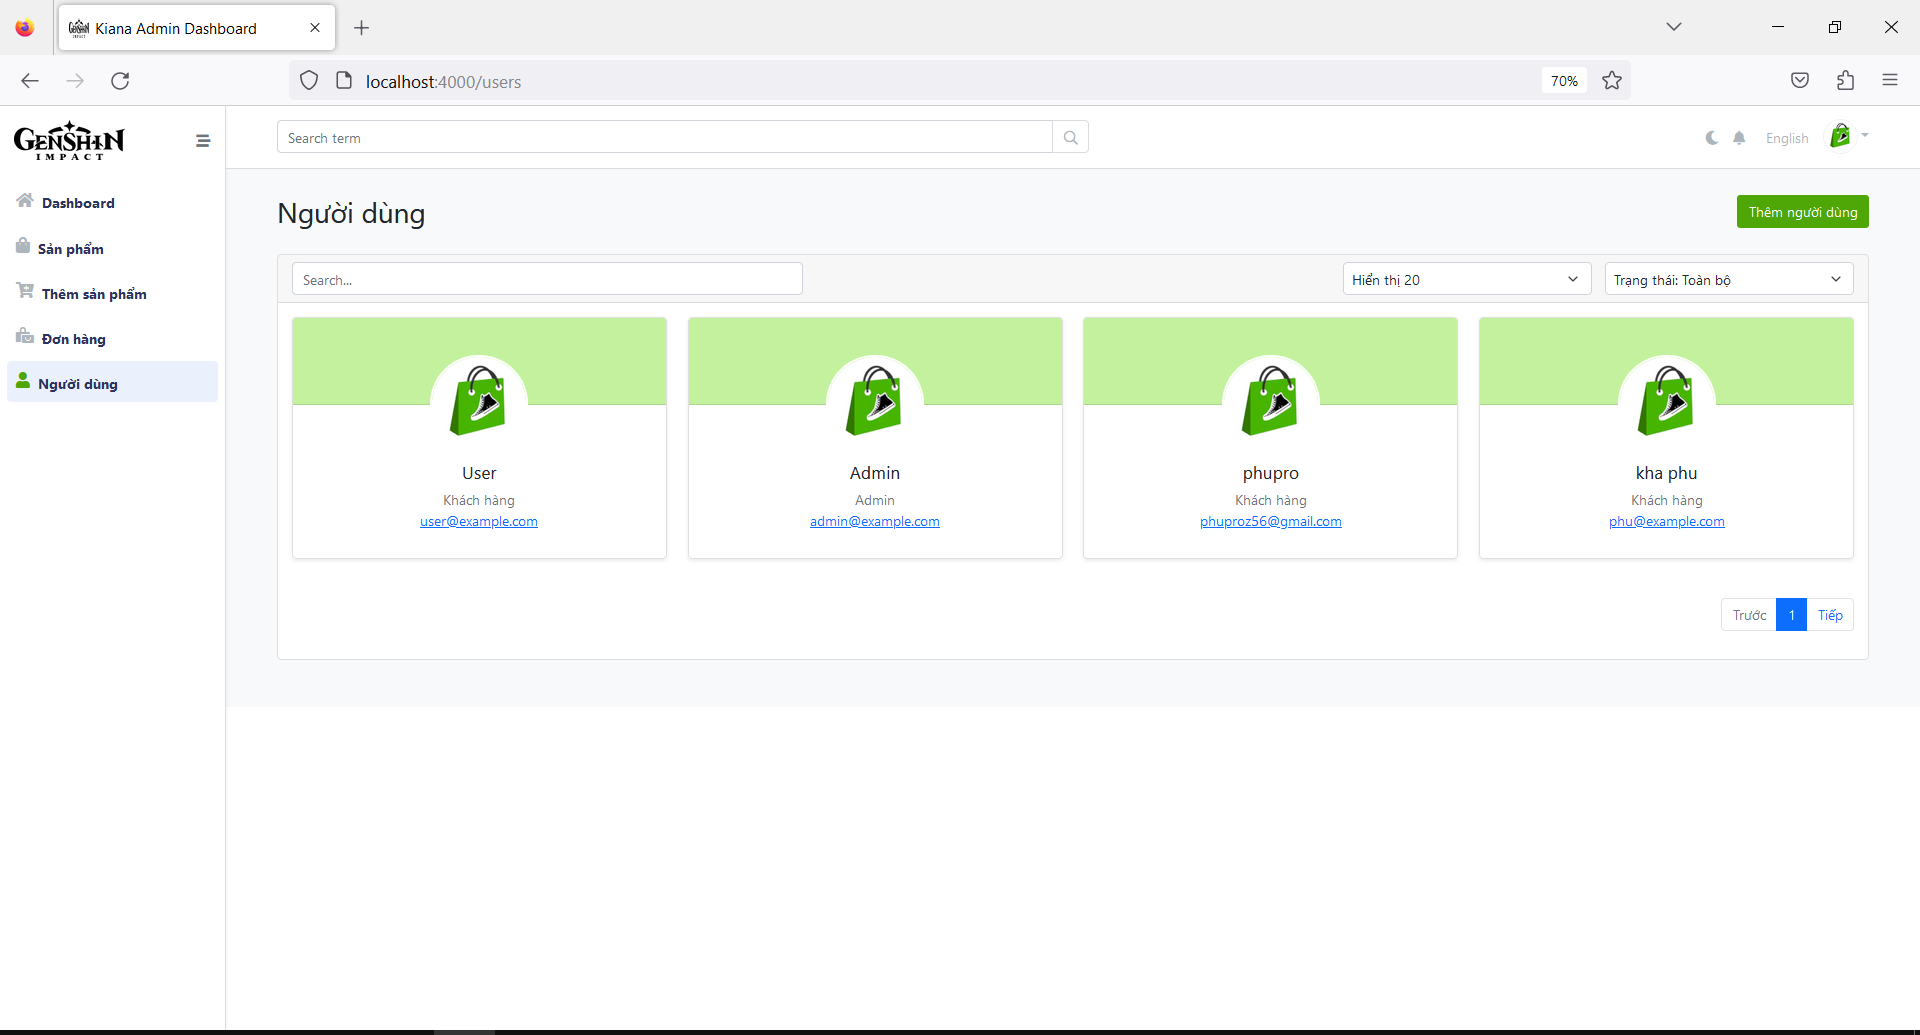 Kiana Admin Dashboard
localhost:4000/users
70%
GENSHIN
IMPACT
Search term
English
Dashboard
Sản phẩm
Thêm sản phẩm
Đơn hàng
Người dùng
Người dùng
Thêm người dùng
Search...
Hiển thị 20
Trạng thái: Toàn bộ
User
Khách hàng
user@example.com
Admin
Admin
admin@example.com
phupro
Khách hàng
phuproz56@gmail.com
kha phu
Khách hàng
phu@example.com
Trước 1 Tiếp